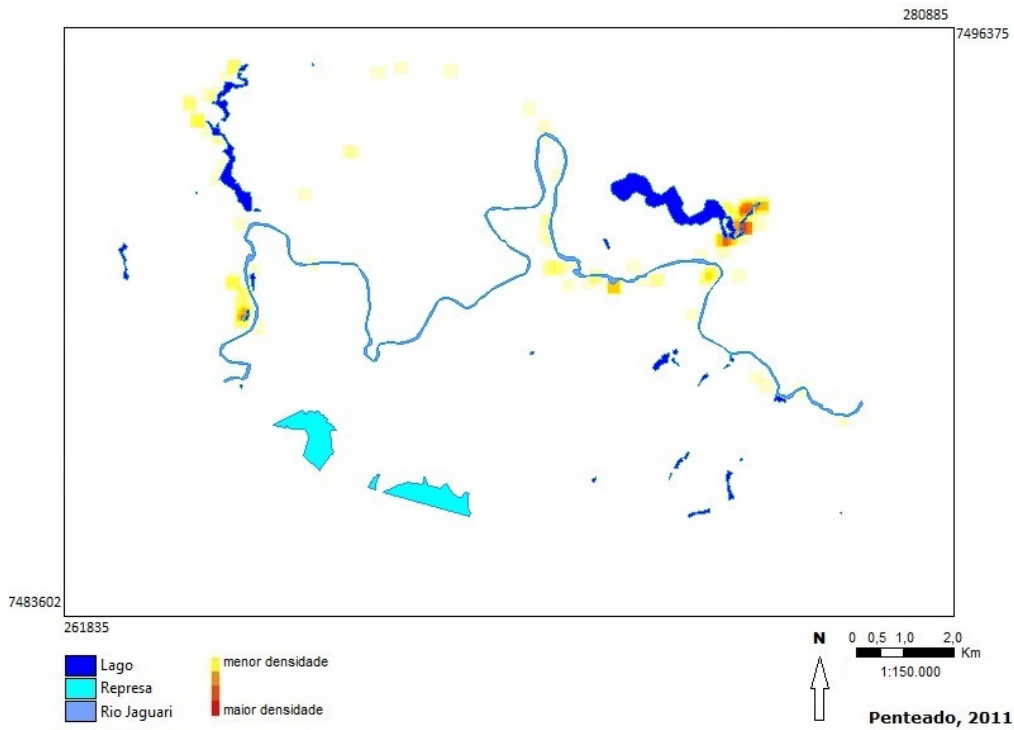 280885
7496375
7483602
261835
Lago
Represa
Rio Jaguari
menor densidade
maior densidade
N
0 0,5 1,0 2,0
Km
1:150.000
Penteado, 2011